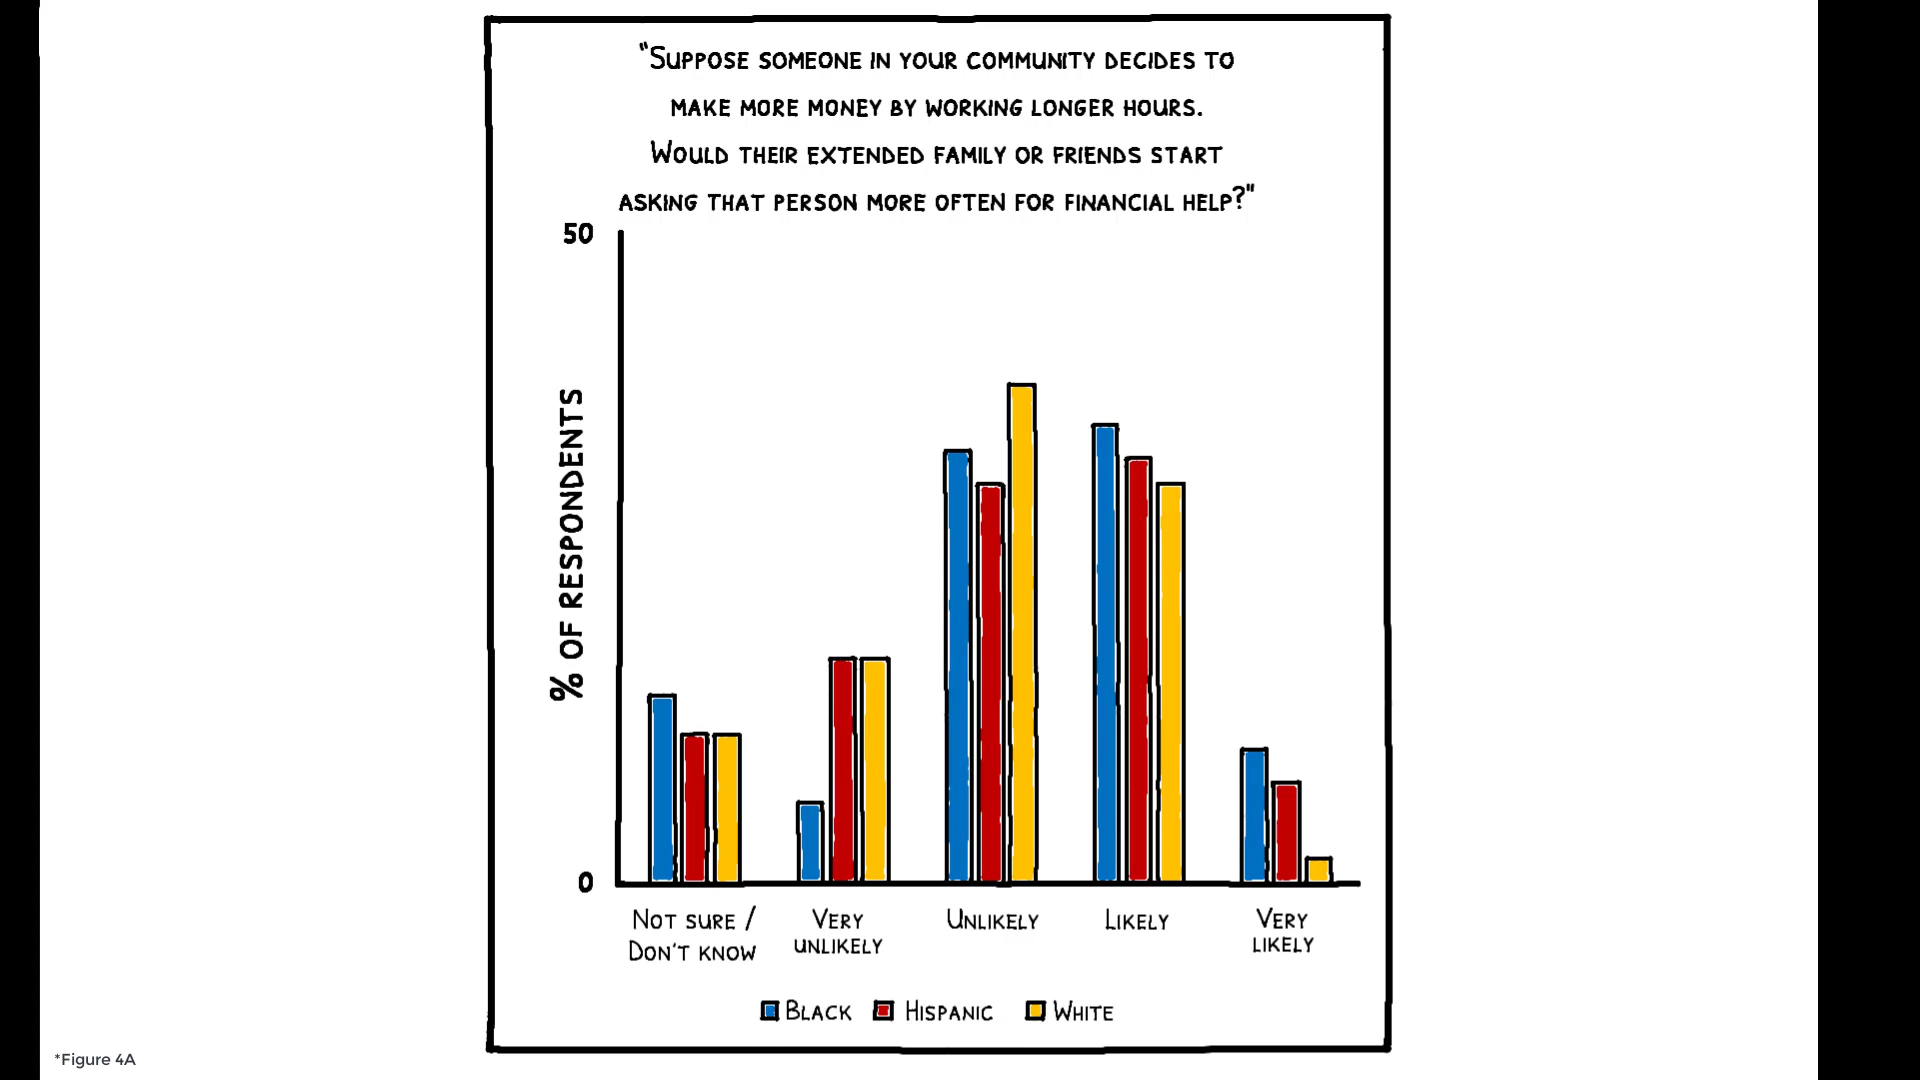 "Suppose someone in your community decides to
make more money by working longer hours.
Would their extended family or friends start
asking that person more often for financial help?"
50
% of respondents
0
Not sure /
Don't know
Very
unlikely
Unlikely
Likely
Very
likely
Black
Hispanic
White
*Figure 4A